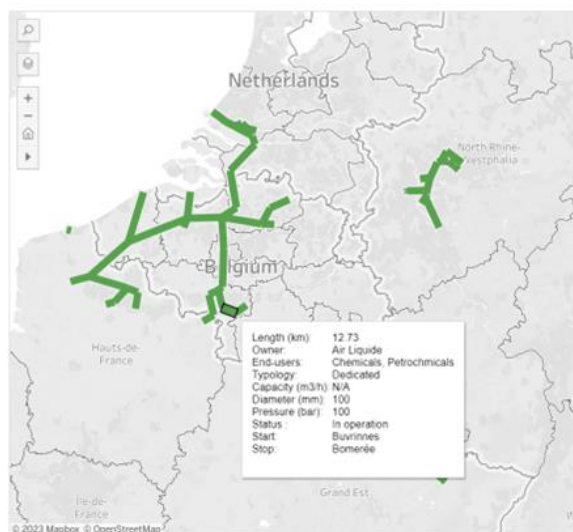 Netherlands
North Rhine-
Westphalia
Belgium
Hauts-de-
France
Length (km) 12.73
Owner: Air Liquide
End-users: Chemicals, Petrochmicals
Typology: Dedicated
Capacity (m3/h): N/A
Diameter (mm): 100
Pressure (bar): 100
Status : In operation
Start: Buvrinnes
Stop: Bomerée
Grand Est
Île-de-
France
© 2023 Mapbox © OpenStreetMap